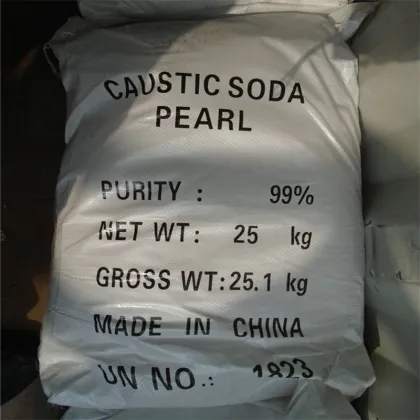 CAUSTIC SODA
PEARL
PURITY : 99%
NET WT: 25 kg
GROSS WT:25.1 kg
MADE IN CHINA
UN NO.: 1823